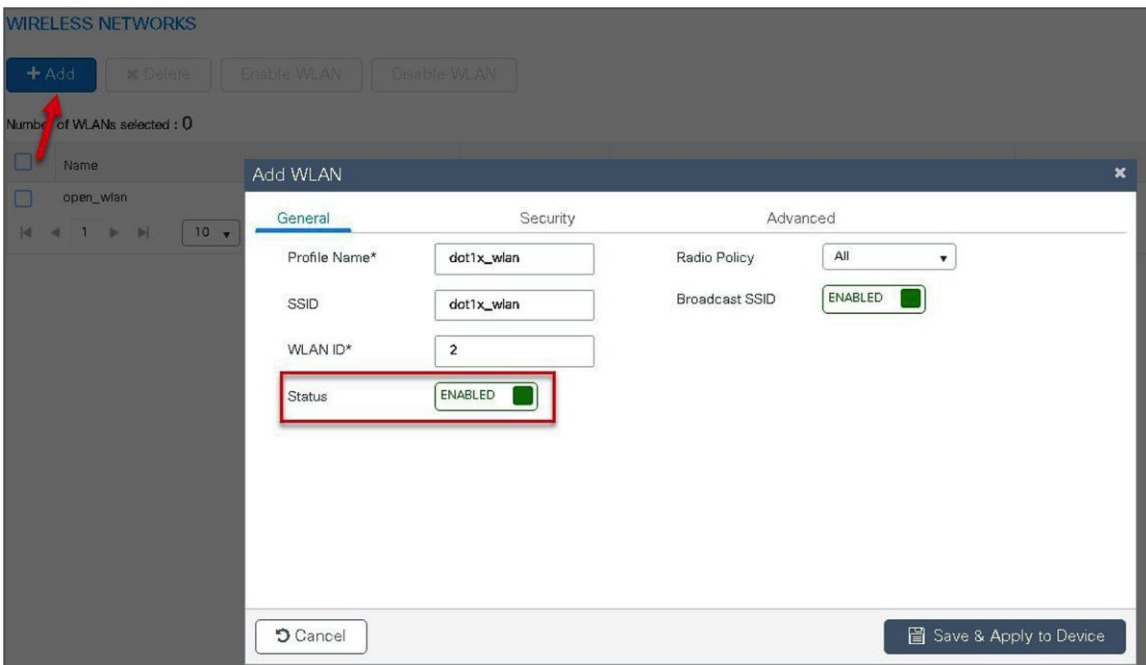 WIRELESS NETWORKS
+ Add ✖ Delete Enable WLAN Disable WLAN
Number of WLANs selected : 0
Name
open_wlan
1 10
Add WLAN
General Security Advanced
Profile Name* dot1x_wlan Radio Policy All
SSID dot1x_wlan Broadcast SSID ENABLED
WLAN ID* 2
Status ENABLED
Cancel Save & Apply to Device